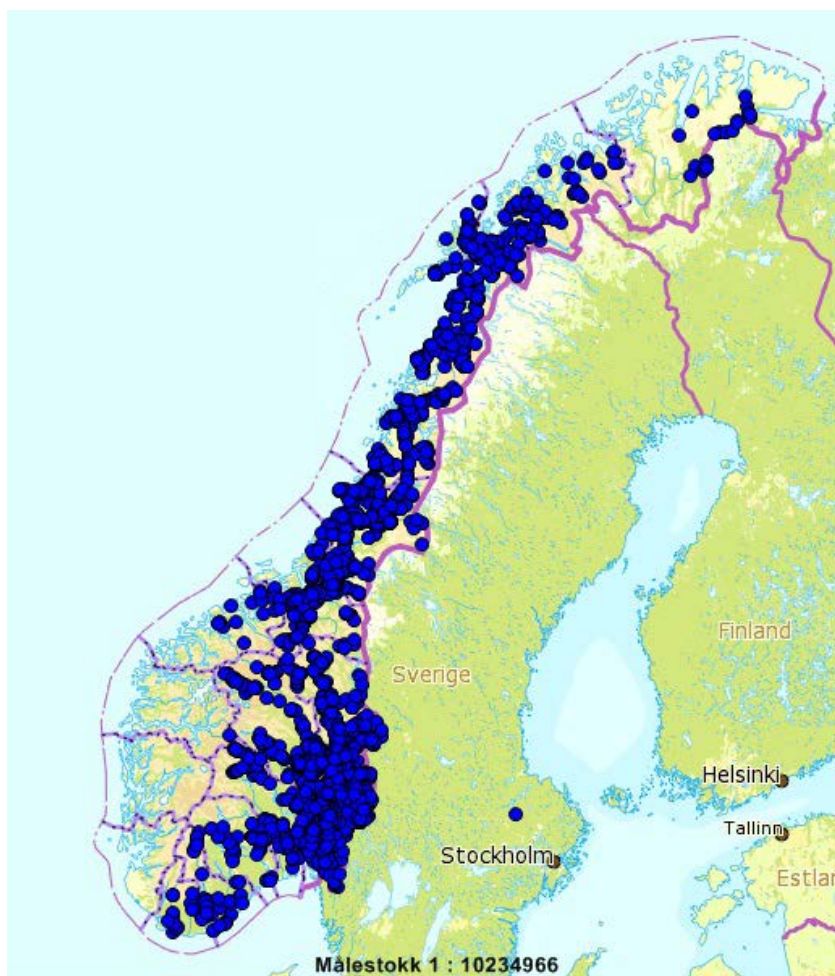 Finland
Sverige
Helsinki
Tallinn
Stockholm
Estlan
Målestokk 1 : 10234966